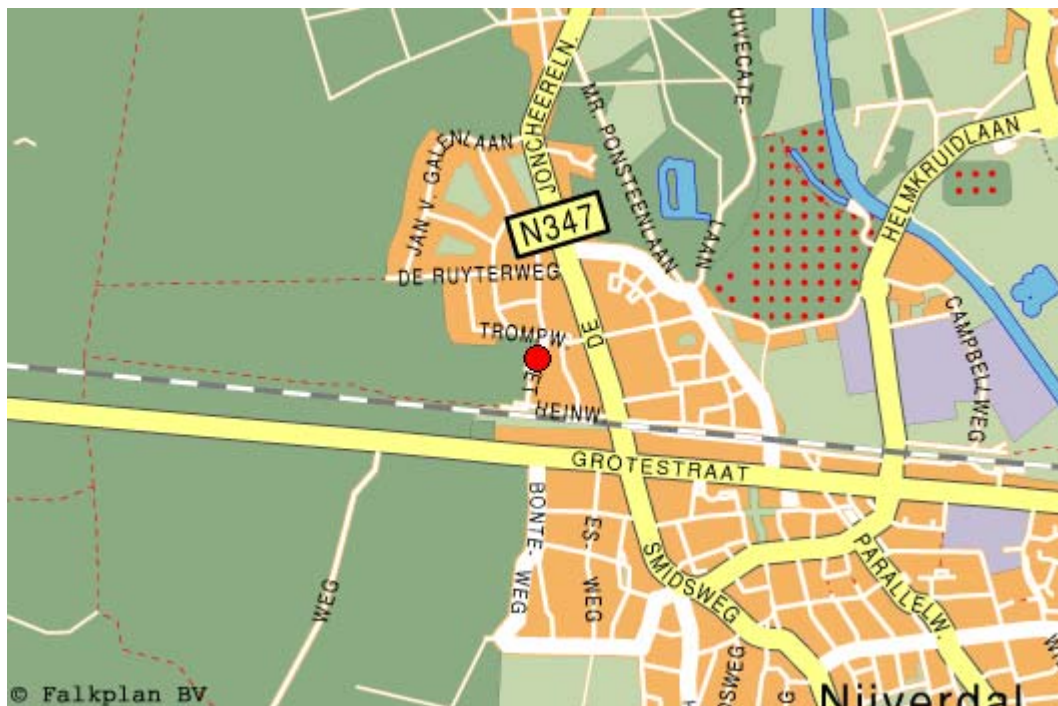 JONCHEERELN.
MR. PONSTEENLAAN
LAAN
HELMKRUIDLAAN
JAN V. GALENLAAN
N347
DE RUYTERWEG
DE
TROMPW.
CAMPBELLWEG
HEINW
GROTESTRAAT
BONTE- WEG
ES- WEG
WEG
SMIDSWEG
PARALLELW.
© Falkplan BV
Nijverdal